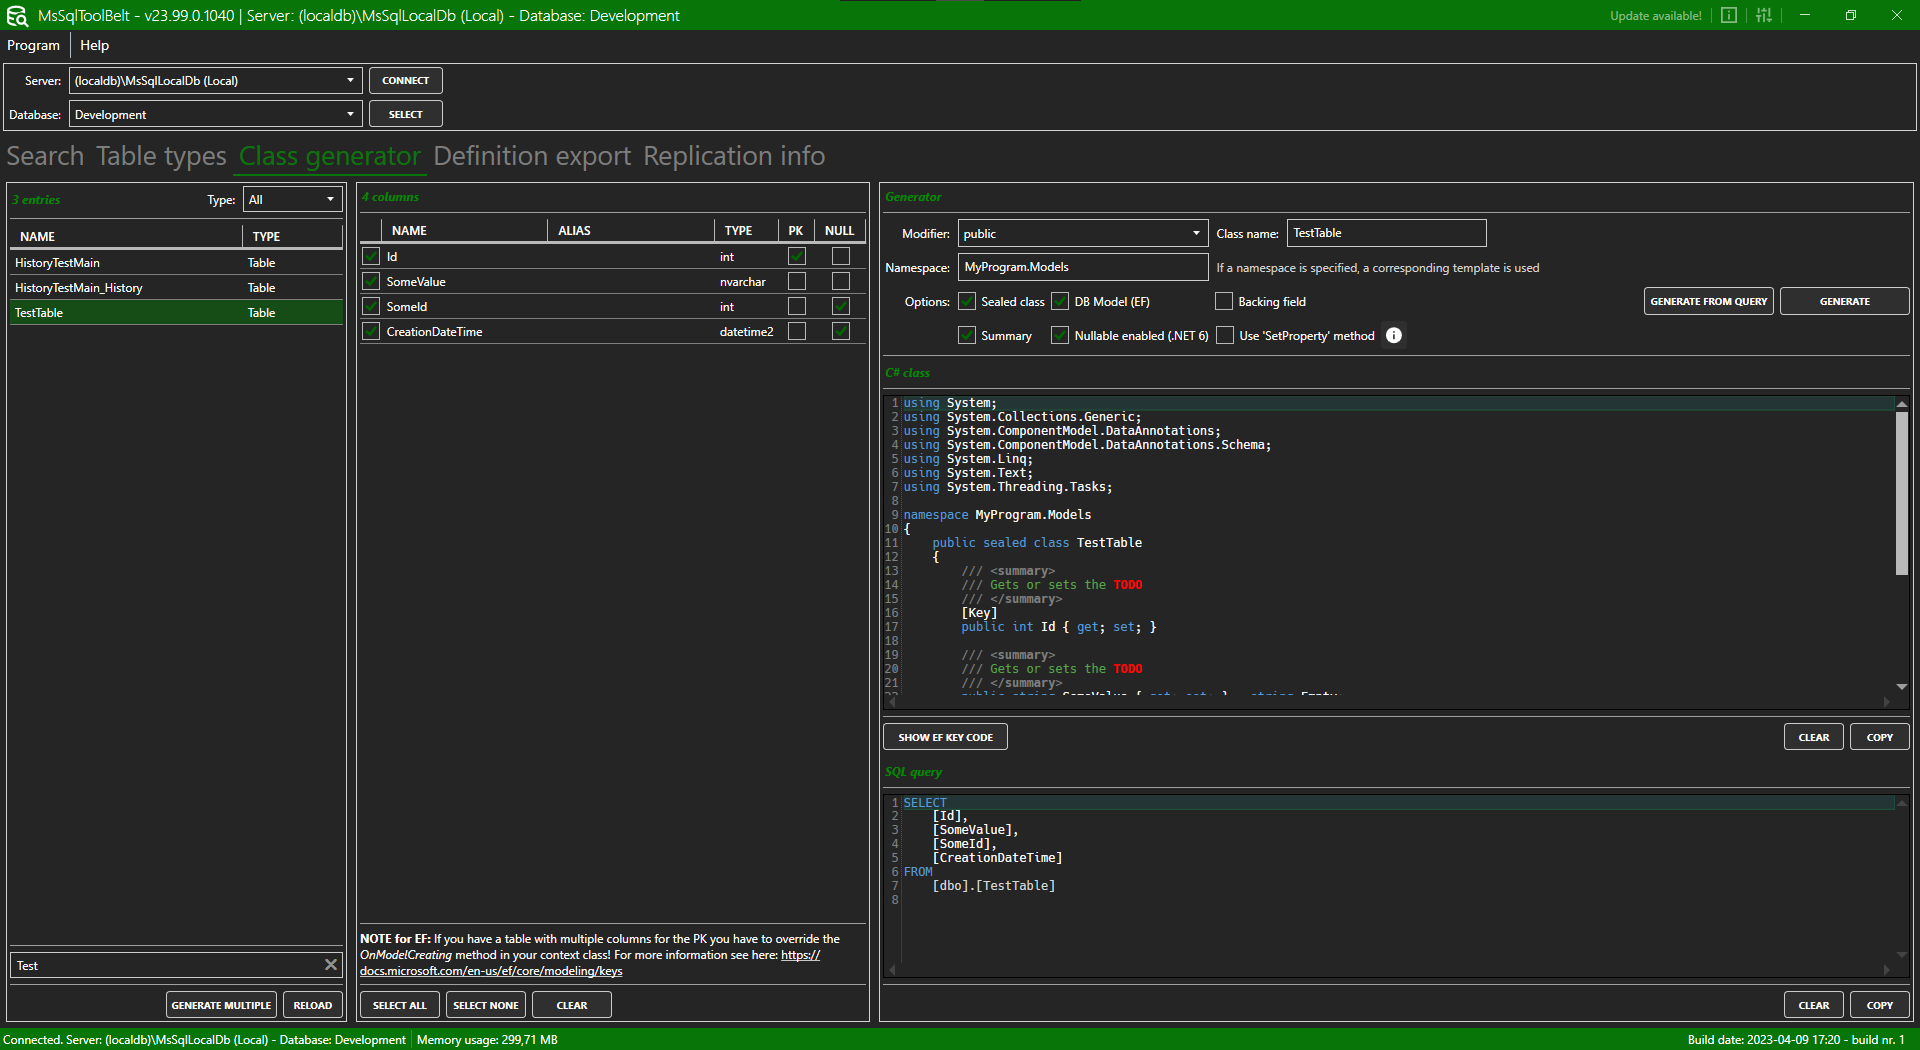 MsSqlToolBelt - v23.99.0.1040 | Server: (localdb)\MsSqlLocalDb (Local) - Database: Development
Update available!
Program
Help
Server: (localdb)\MsSqlLocalDb (Local) CONNECT
Database: Development SELECT
Search Table types Class generator Definition export Replication info
3 entries Type: All
NAME TYPE
HistoryTestMain Table
HistoryTestMain_History Table
TestTable Table
Test
GENERATE MULTIPLE RELOAD
4 columns
NAME ALIAS TYPE PK NULL
Id int
SomeValue nvarchar
SomeId int
CreationDateTime datetime2
NOTE for EF: If you have a table with multiple columns for the PK you have to override the
OnModelCreating method in your context class! For more information see here: https://
docs.microsoft.com/en-us/ef/core/modeling/keys
SELECT ALL SELECT NONE CLEAR
Generator
Modifier: public Class name: TestTable
Namespace: MyProgram.Models If a namespace is specified, a corresponding template is used
Options: Sealed class DB Model (EF) Backing field GENERATE FROM QUERY GENERATE
Summary Nullable enabled (.NET 6) Use 'SetProperty' method
C# class
1 using System;
2 using System.Collections.Generic;
3 using System.ComponentModel.DataAnnotations;
4 using System.ComponentModel.DataAnnotations.Schema;
5 using System.Linq;
6 using System.Text;
7 using System.Threading.Tasks;
8
9 namespace MyProgram.Models
10 {
11 public sealed class TestTable
12 {
13 /// <summary>
14 /// Gets or sets the TODO
15 /// </summary>
16 [Key]
17 public int Id { get; set; }
18
19 /// <summary>
20 /// Gets or sets the TODO
21 /// </summary>
22 public string SomeValue { get; set; } = string.Empty;
SHOW EF KEY CODE CLEAR COPY
SQL query
1 SELECT
2 [Id],
3 [SomeValue],
4 [SomeId],
5 [CreationDateTime]
6 FROM
7 [dbo].[TestTable]
8
CLEAR COPY
Connected. Server: (localdb)\MsSqlLocalDb (Local) - Database: Development Memory usage: 299,71 MB
Build date: 2023-04-09 17:20 - build nr. 1